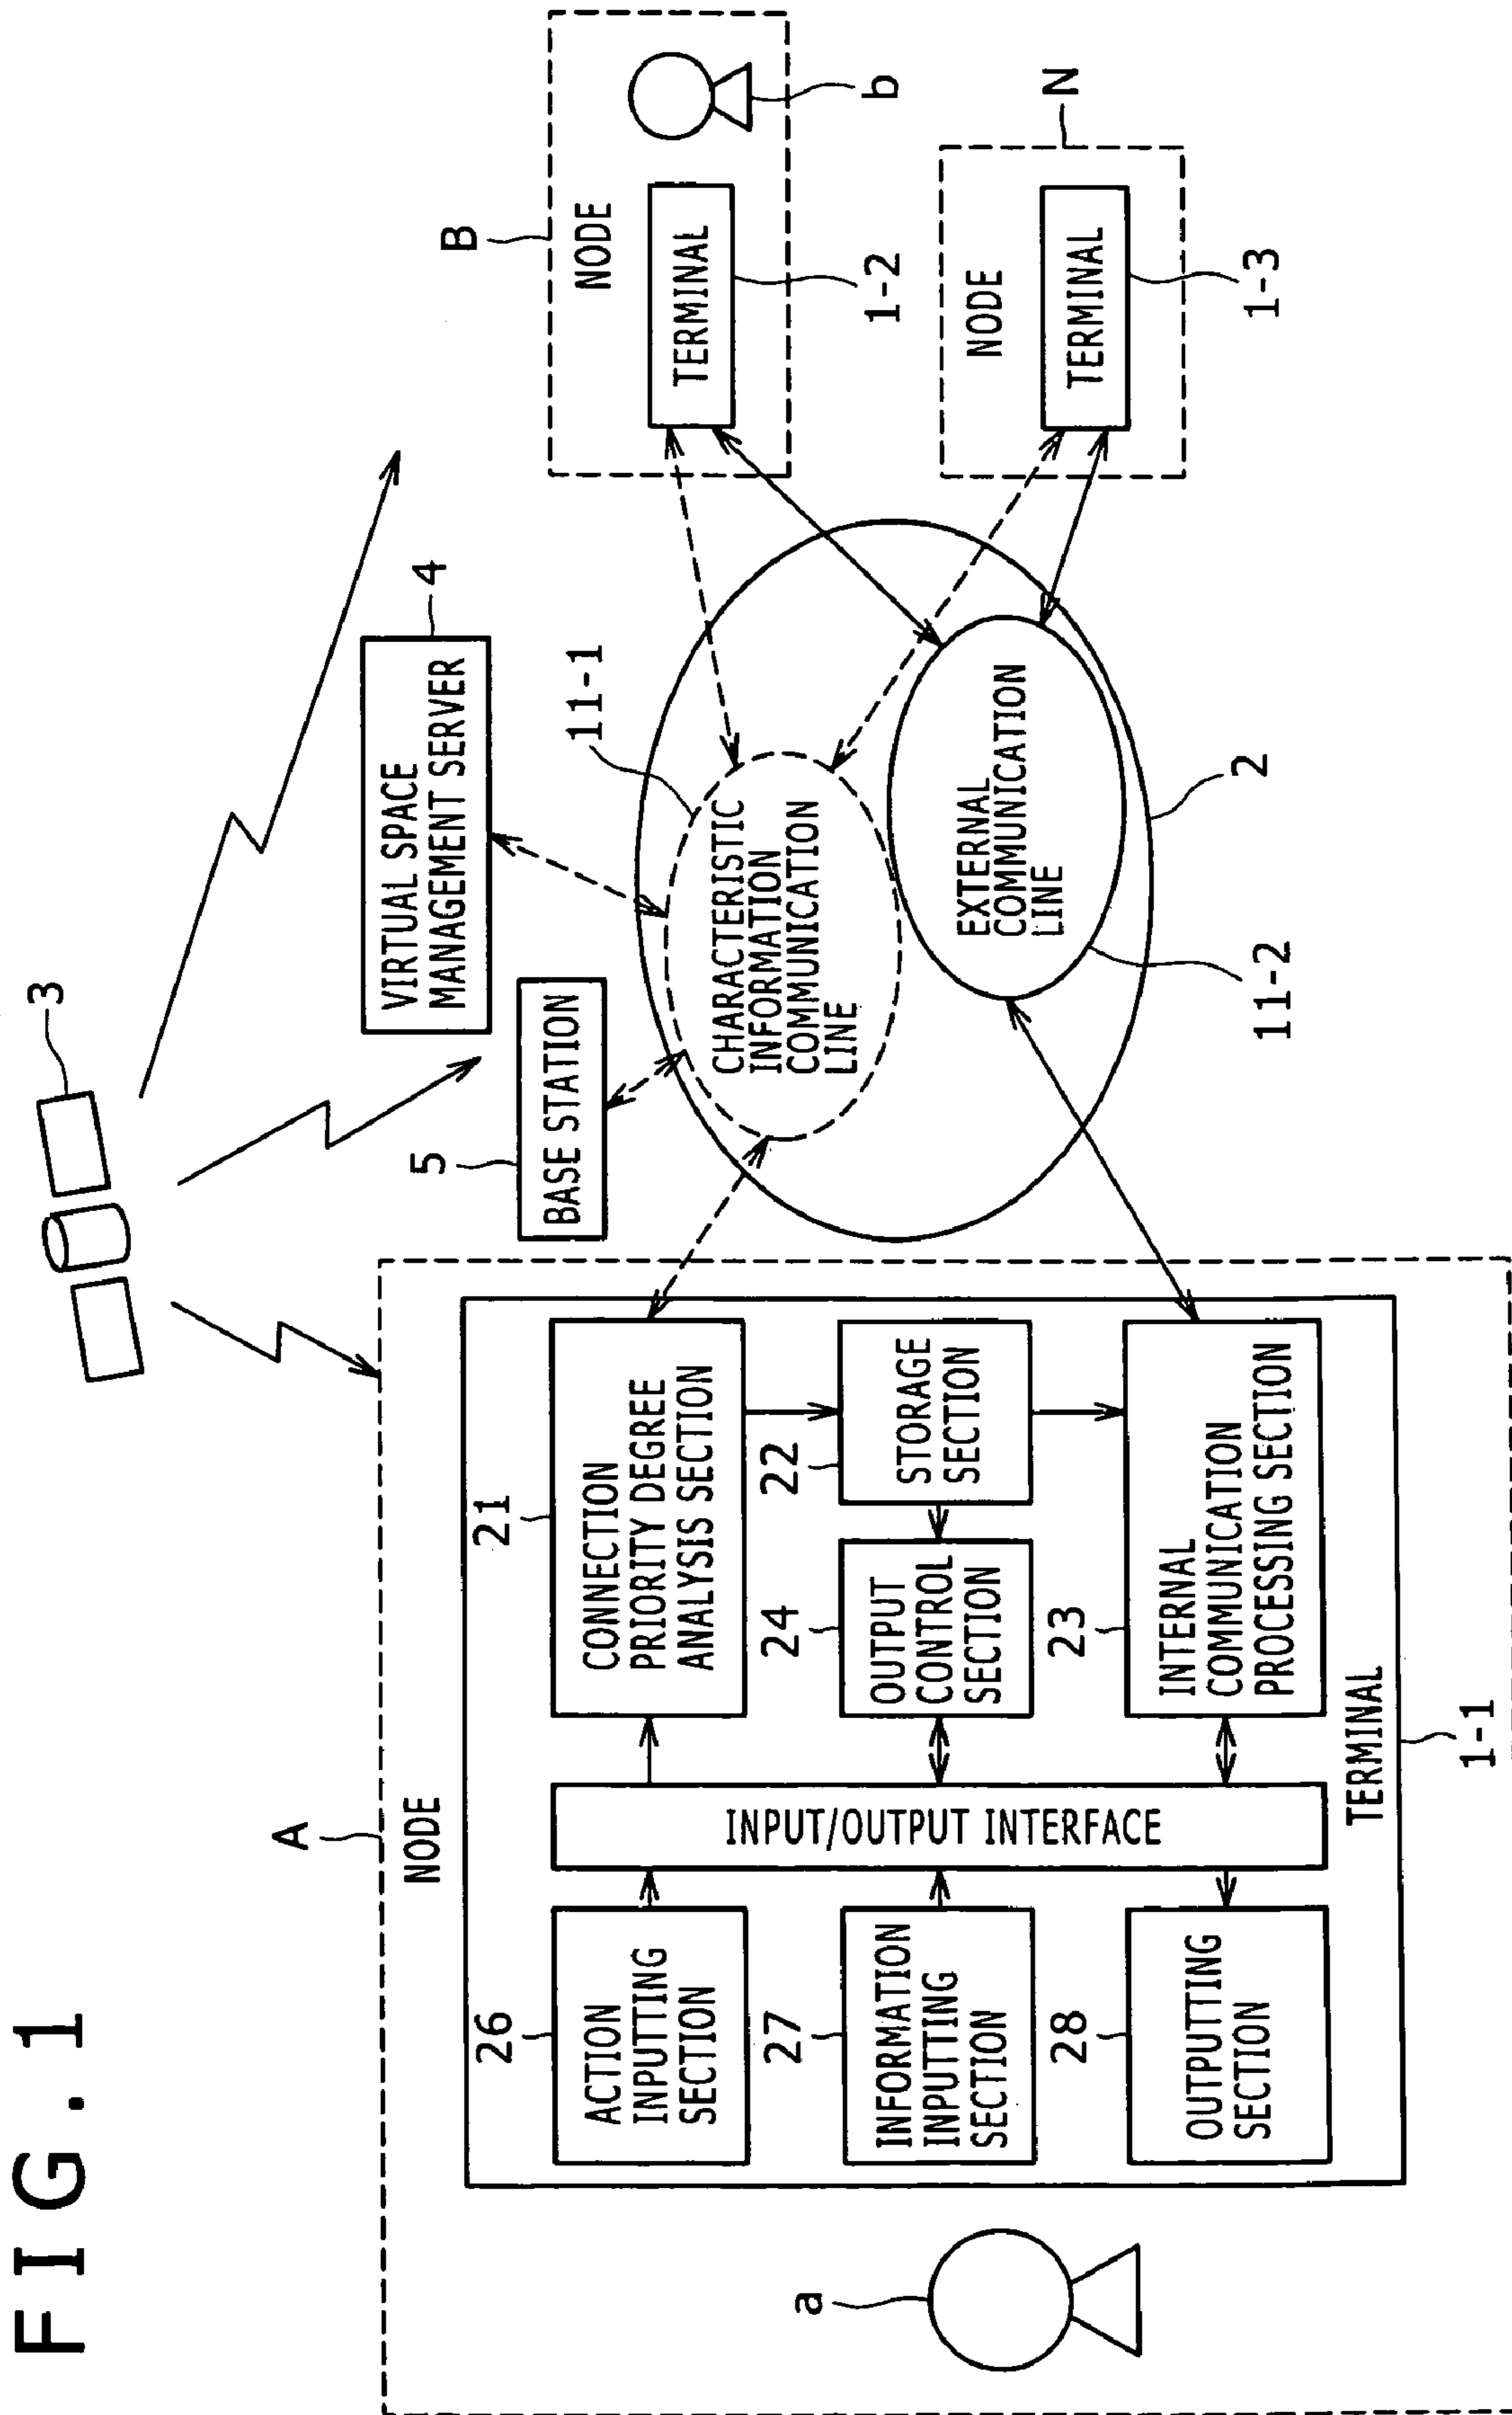 FIG. 1
3
A
NODE
26
ACTION
INPUTTING
SECTION
27
INFORMATION
INPUTTING
SECTION
28
OUTPUTTING
SECTION
INPUT/OUTPUT INTERFACE
21
CONNECTION
PRIORITY DEGREE
ANALYSIS SECTION
22
STORAGE
SECTION
24
OUTPUT
CONTROL
SECTION
23
INTERNAL
COMMUNICATION
PROCESSING SECTION
TERMINAL
1-1
a
5
BASE STATION
VIRTUAL SPACE
MANAGEMENT SERVER
4
11-1
CHARACTERISTIC
INFORMATION
COMMUNICATION
LINE
EXTERNAL
COMMUNICATION
LINE
11-2
2
B
NODE
TERMINAL
1-2
b
N
NODE
TERMINAL
1-3